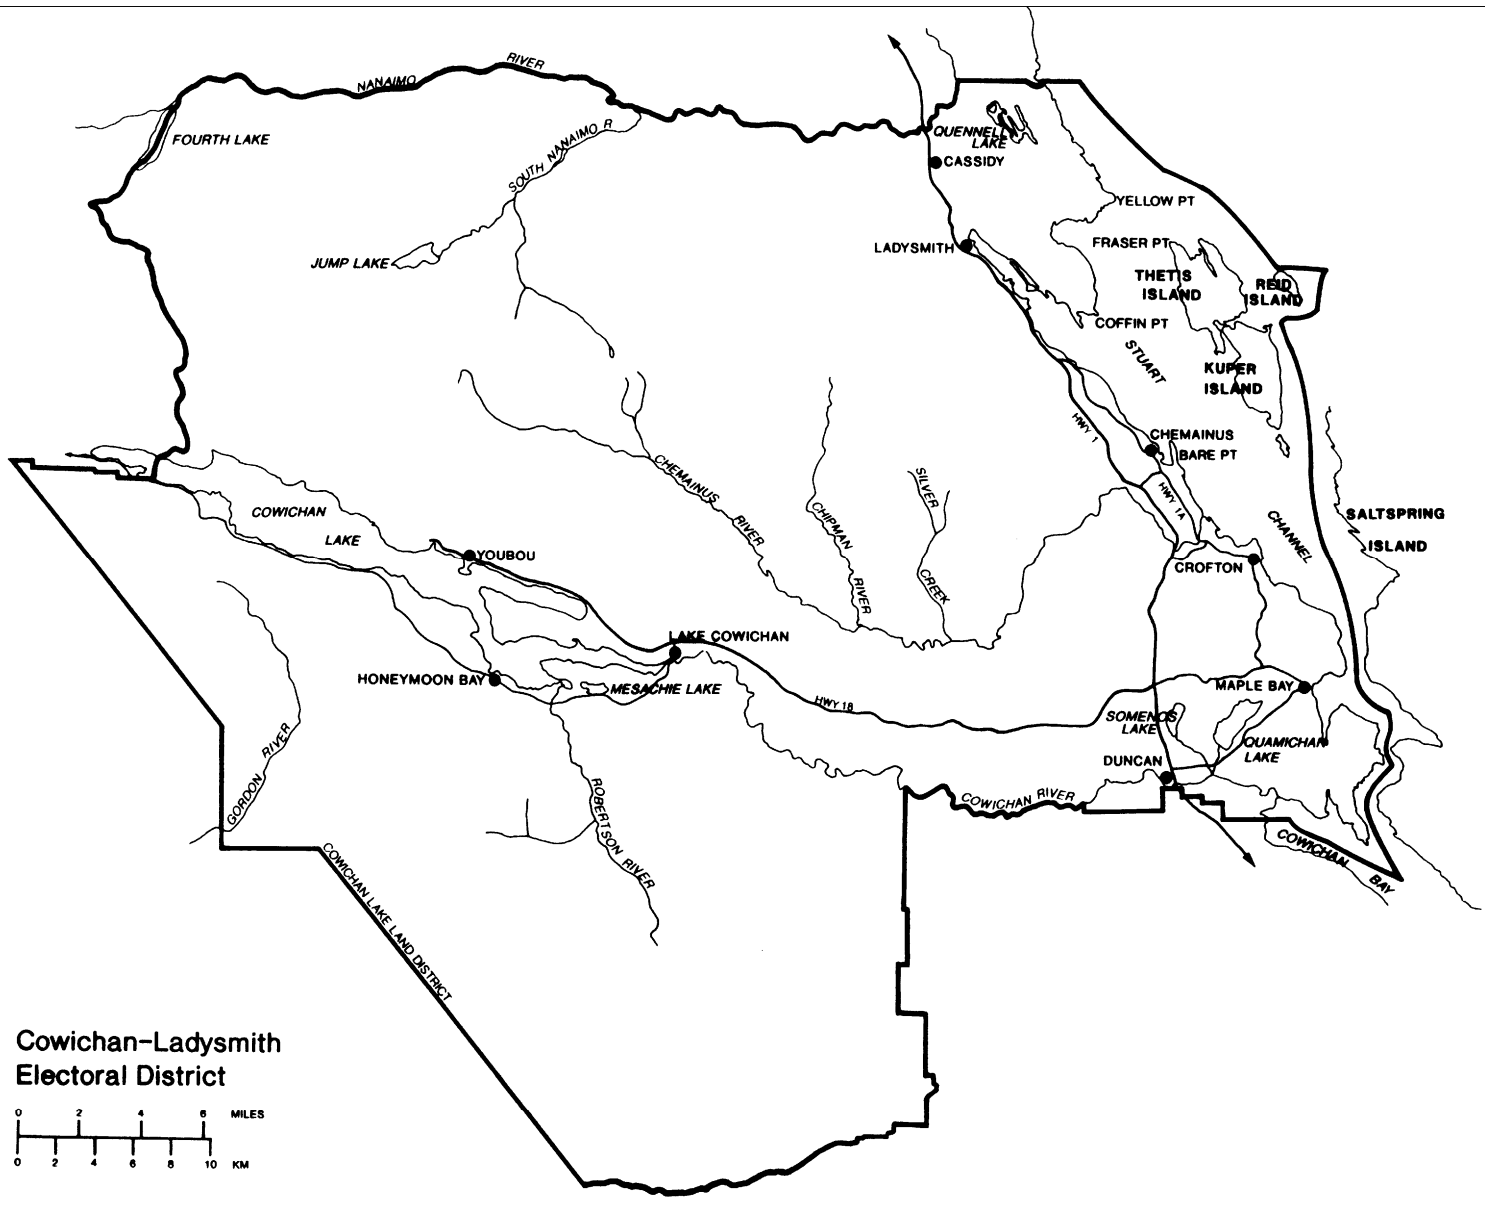 NANAIMO RIVER
FOURTH LAKE
SOUTH NANAIMO R
JUMP LAKE
QUENNELL
LAKE
CASSIDY
YELLOW PT
LADYSMITH
FRASER PT
THETIS
ISLAND
REID
ISLAND
COFFIN PT
STUART
KUPER
ISLAND
HWY 1
CHEMAINUS
BARE PT
HWY 1A
CHEMAINUS RIVER
CHIPMAN RIVER
SILVER
CREEK
COWICHAN
LAKE
CHANNEL
SALTSPRING
ISLAND
YOUBOU
CROFTON
LAKE COWICHAN
HONEYMOON BAY
MESACHIE LAKE
MAPLE BAY
HWY 18
SOMENOS
LAKE
QUAMICHAN
LAKE
DUNCAN
GORDON RIVER
ROBERTSON RIVER
COWICHAN RIVER
COWICHAN
BAY
COWICHAN LAKE LAND DISTRICT
Cowichan-Ladysmith
Electoral District
0 2 4 6 MILES
0 2 4 6 8 10 KM